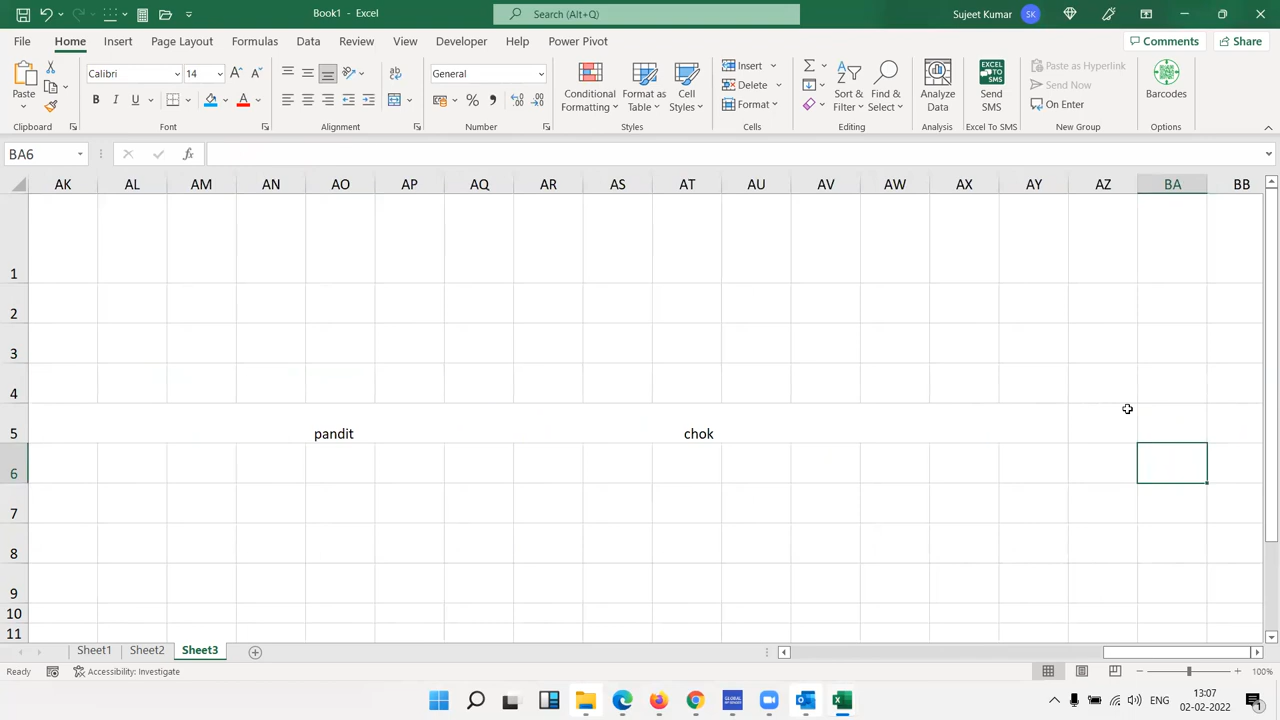 Book1 - Excel
Search (Alt+Q)
Sujeet Kumar
SK
File Home Insert Page Layout Formulas Data Review View Developer Help Power Pivot
Comments
Share
Paste
Clipboard
Calibri 14
B I U
Font
Alignment
General
Number
Conditional Formatting
Format as Table
Cell Styles
Styles
Insert
Delete
Format
Cells
Sort & Filter
Find & Select
Editing
Analyze Data
Analysis
Send SMS
Excel To SMS
Paste as Hyperlink
Send Now
On Enter
New Group
Barcodes
Options
BA6
fx
AK AL AM AN AO AP AQ AR AS AT AU AV AW AX AY AZ BA BB
1
2
3
4
5 pandit chok
6
7
8
9
10
11
Sheet1 Sheet2 Sheet3
Ready
Accessibility: Investigate
100%
ENG
13:07
02-02-2022